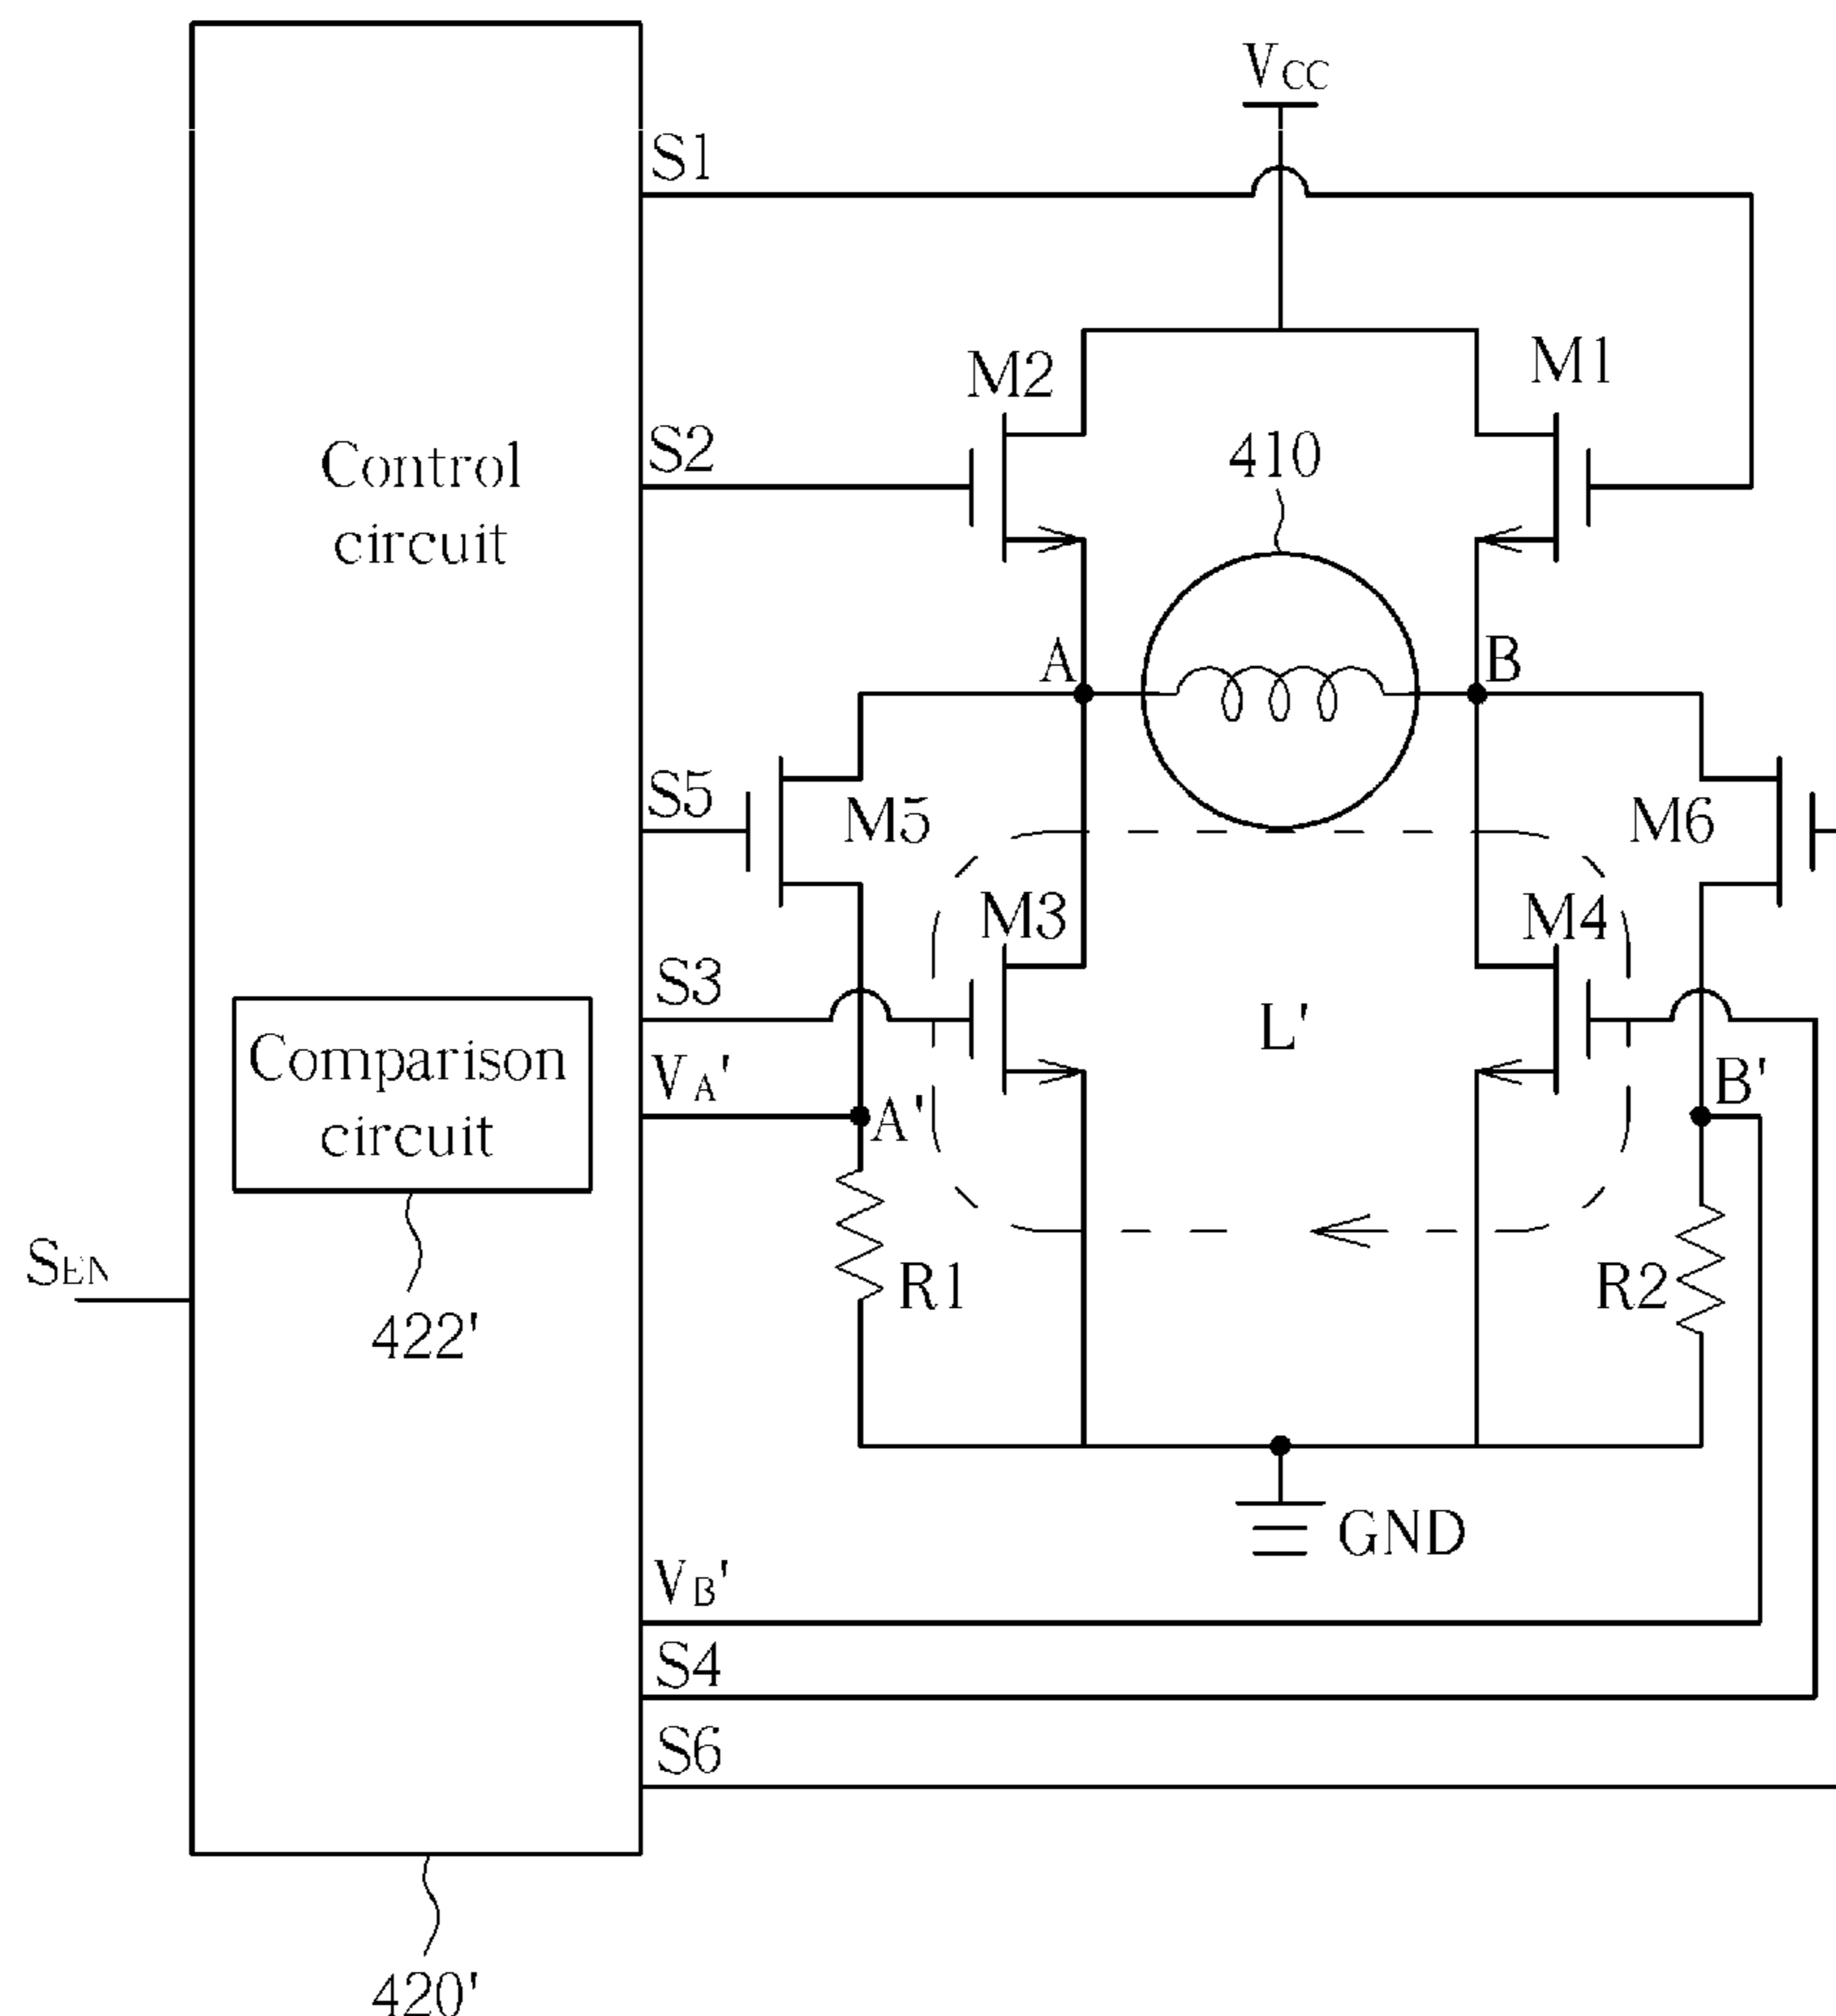 VCC
S1
M2
M1
S2
Control
circuit
410
A
B
S5
M5
M6
M3
M4
S3
L'
Comparison
circuit
VA'
A'
B'
SEN
R1
R2
422'
GND
VB'
S4
S6
420'